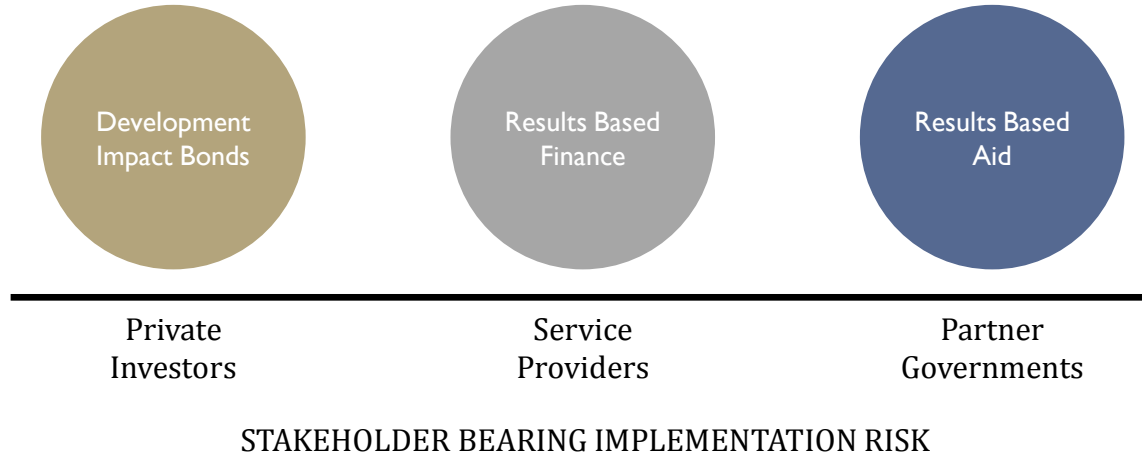 Development
Impact Bonds
Results Based
Finance
Results Based
Aid
Private
Investors
Service
Providers
Partner
Governments
STAKEHOLDER BEARING IMPLEMENTATION RISK